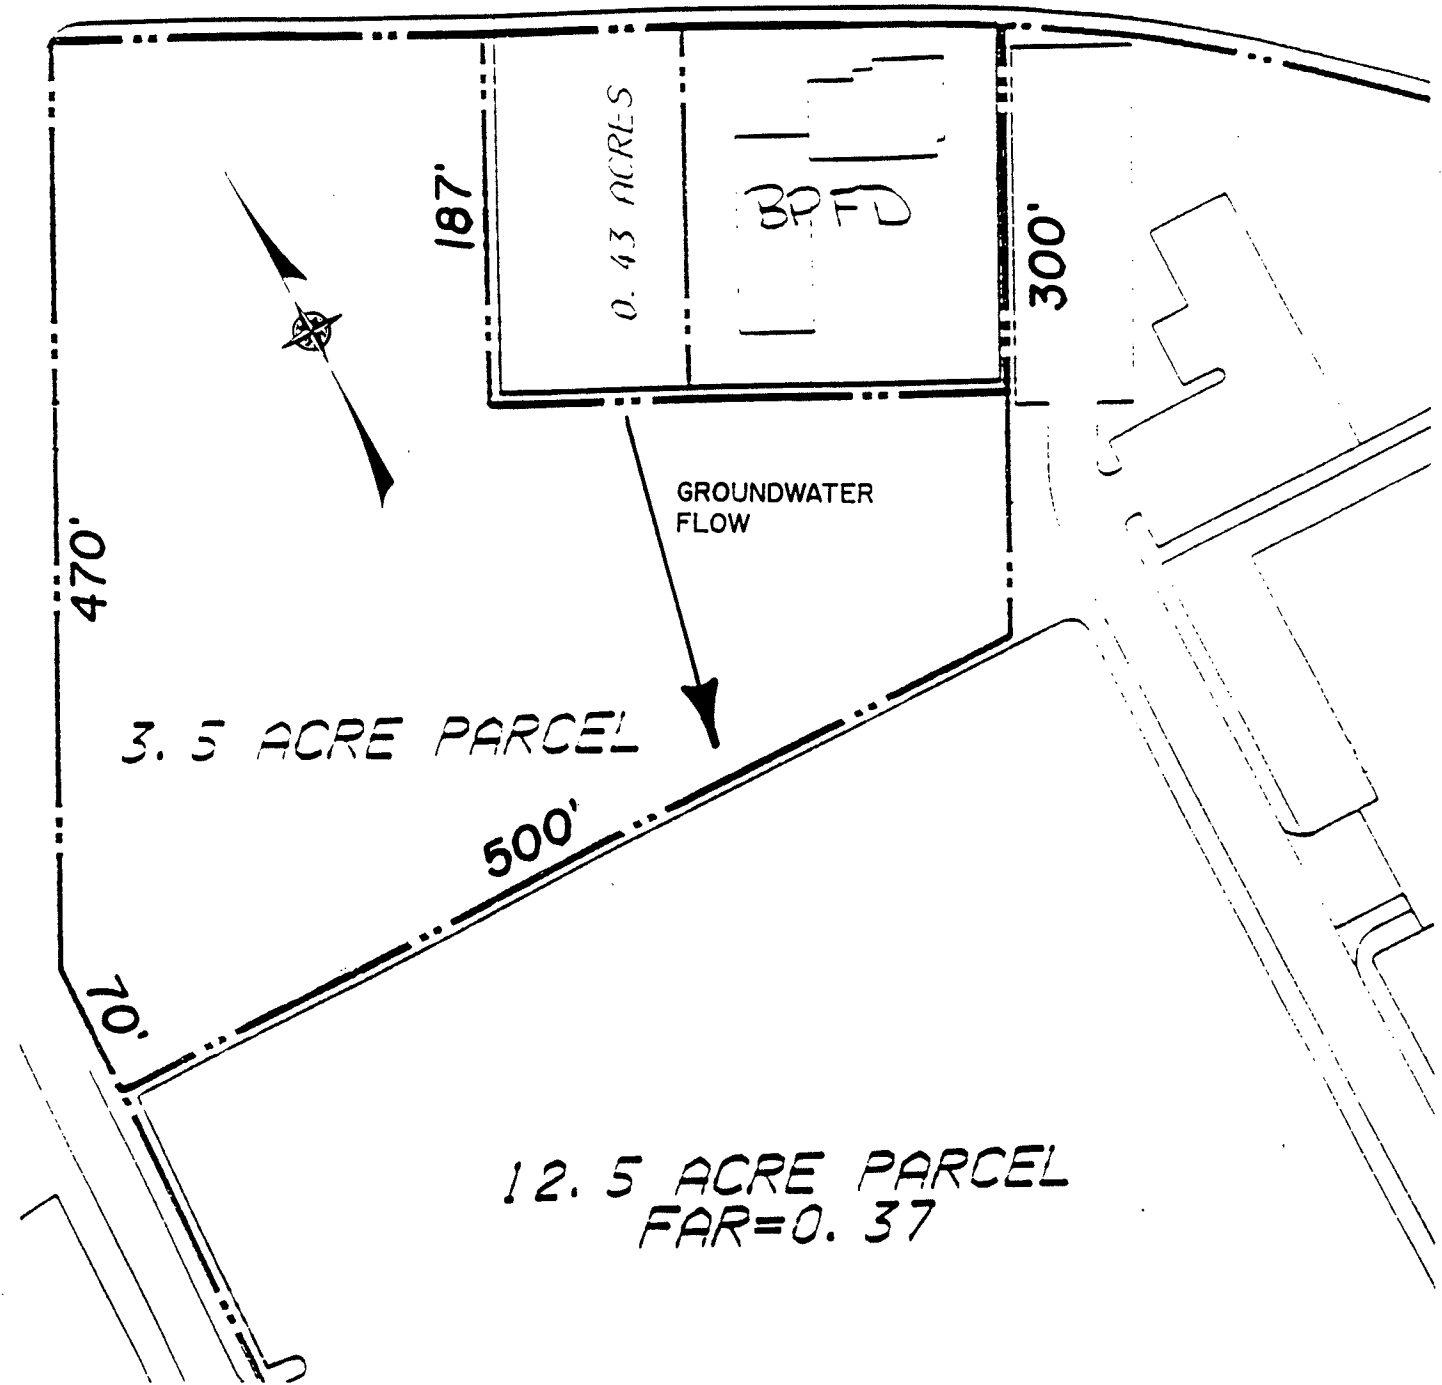 0.43 ACRES
187'
BPFD
300'
GROUNDWATER
FLOW
470'
3.5 ACRE PARCEL
500'
70'
12.5 ACRE PARCEL
FAR=0.37